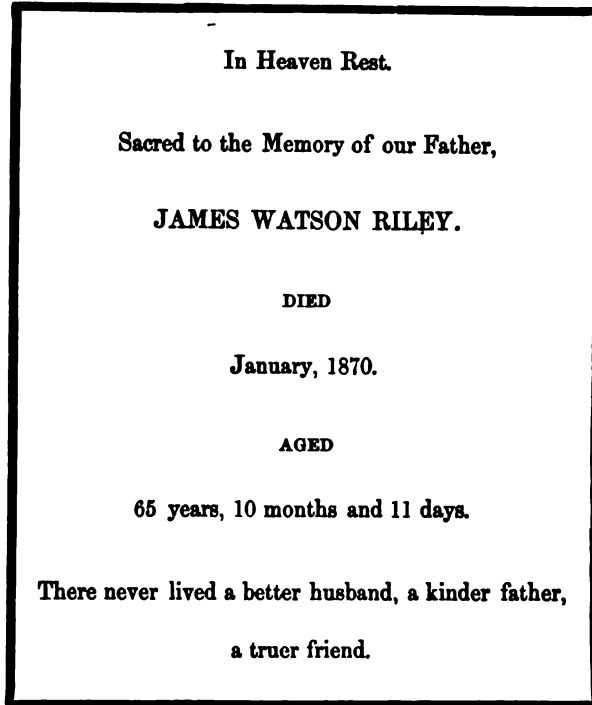 In Heaven Rest.
Sacred to the Memory of our Father,
JAMES WATSON RILEY.
DIED
January, 1870.
AGED
65 years, 10 months and 11 days.
There never lived a better husband, a kinder father,
a truer friend.